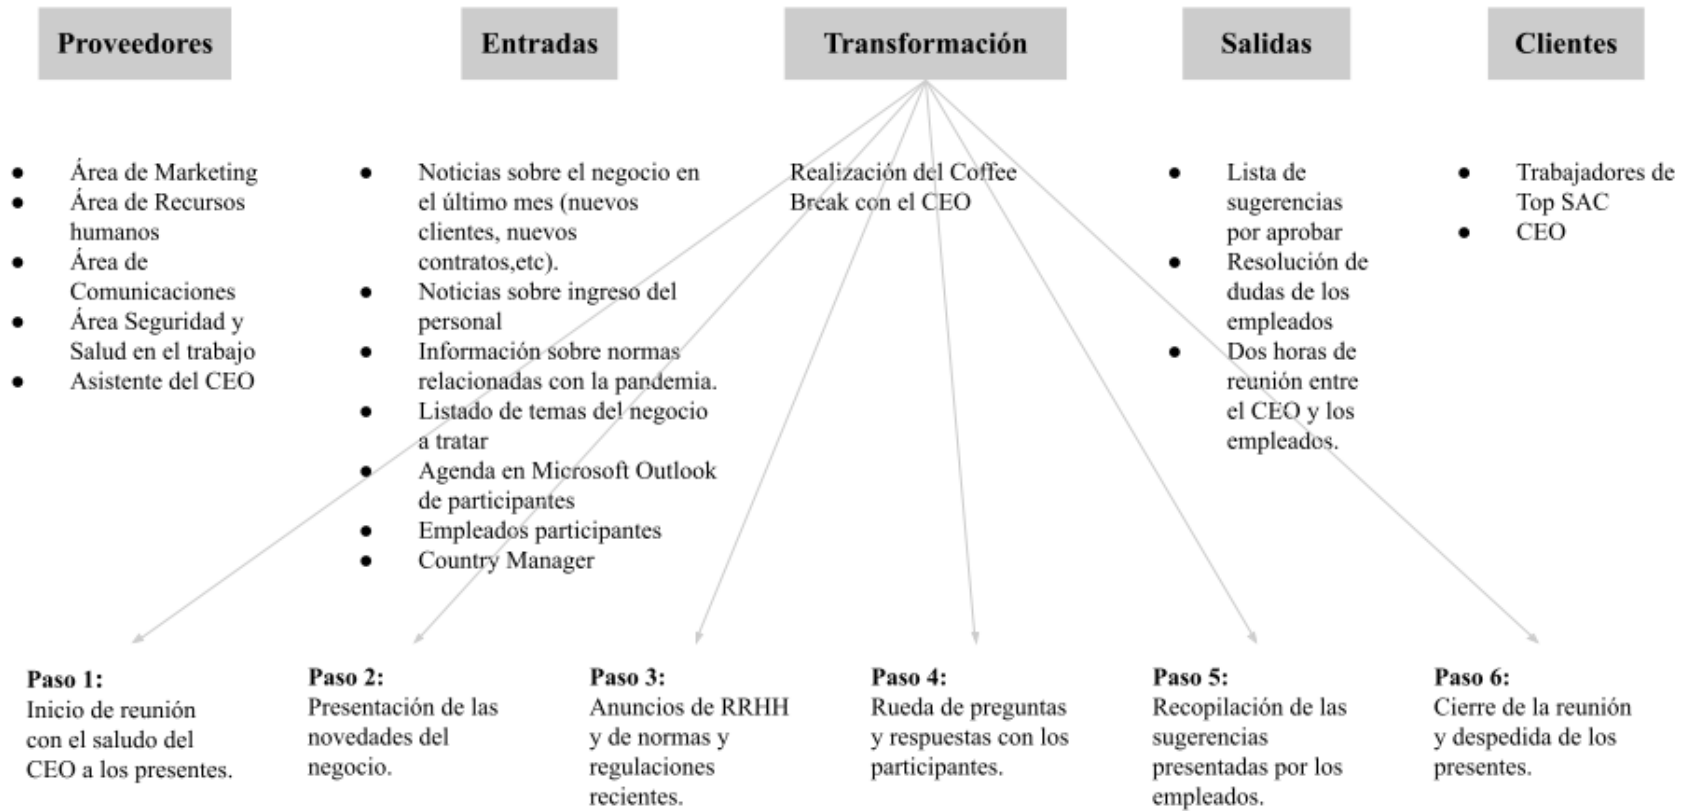 Proveedores
Entradas
Transformación
Salidas
Clientes
● Área de Marketing
● Área de Recursos
humanos
● Área de
Comunicaciones
● Área Seguridad y
Salud en el trabajo
● Asistente del CEO
● Noticias sobre el negocio en
el último mes (nuevos
clientes, nuevos
contratos,etc).
● Noticias sobre ingreso del
personal
● Información sobre normas
relacionadas con la pandemia.
● Listado de temas del negocio
a tratar
● Agenda en Microsoft Outlook
de participantes
● Empleados participantes
● Country Manager
Realización del Coffee
Break con el CEO
● Lista de
sugerencias
por aprobar
● Resolución de
dudas de los
empleados
● Dos horas de
reunión entre
el CEO y los
empleados.
● Trabajadores de
Top SAC
● CEO
Paso 1:
Inicio de reunión
con el saludo del
CEO a los presentes.
Paso 2:
Presentación de las
novedades del
negocio.
Paso 3:
Anuncios de RRHH
y de normas y
regulaciones
recientes.
Paso 4:
Rueda de preguntas
y respuestas con los
participantes.
Paso 5:
Recopilación de las
sugerencias
presentadas por los
empleados.
Paso 6:
Cierre de la reunión
y despedida de los
presentes.